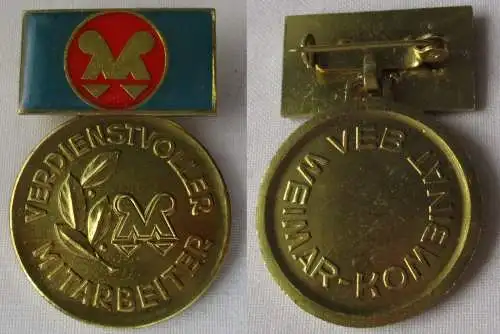 VERDIENSTVOLLER
MITARBEITER
VEB
WEIMAR-KOMBINAT